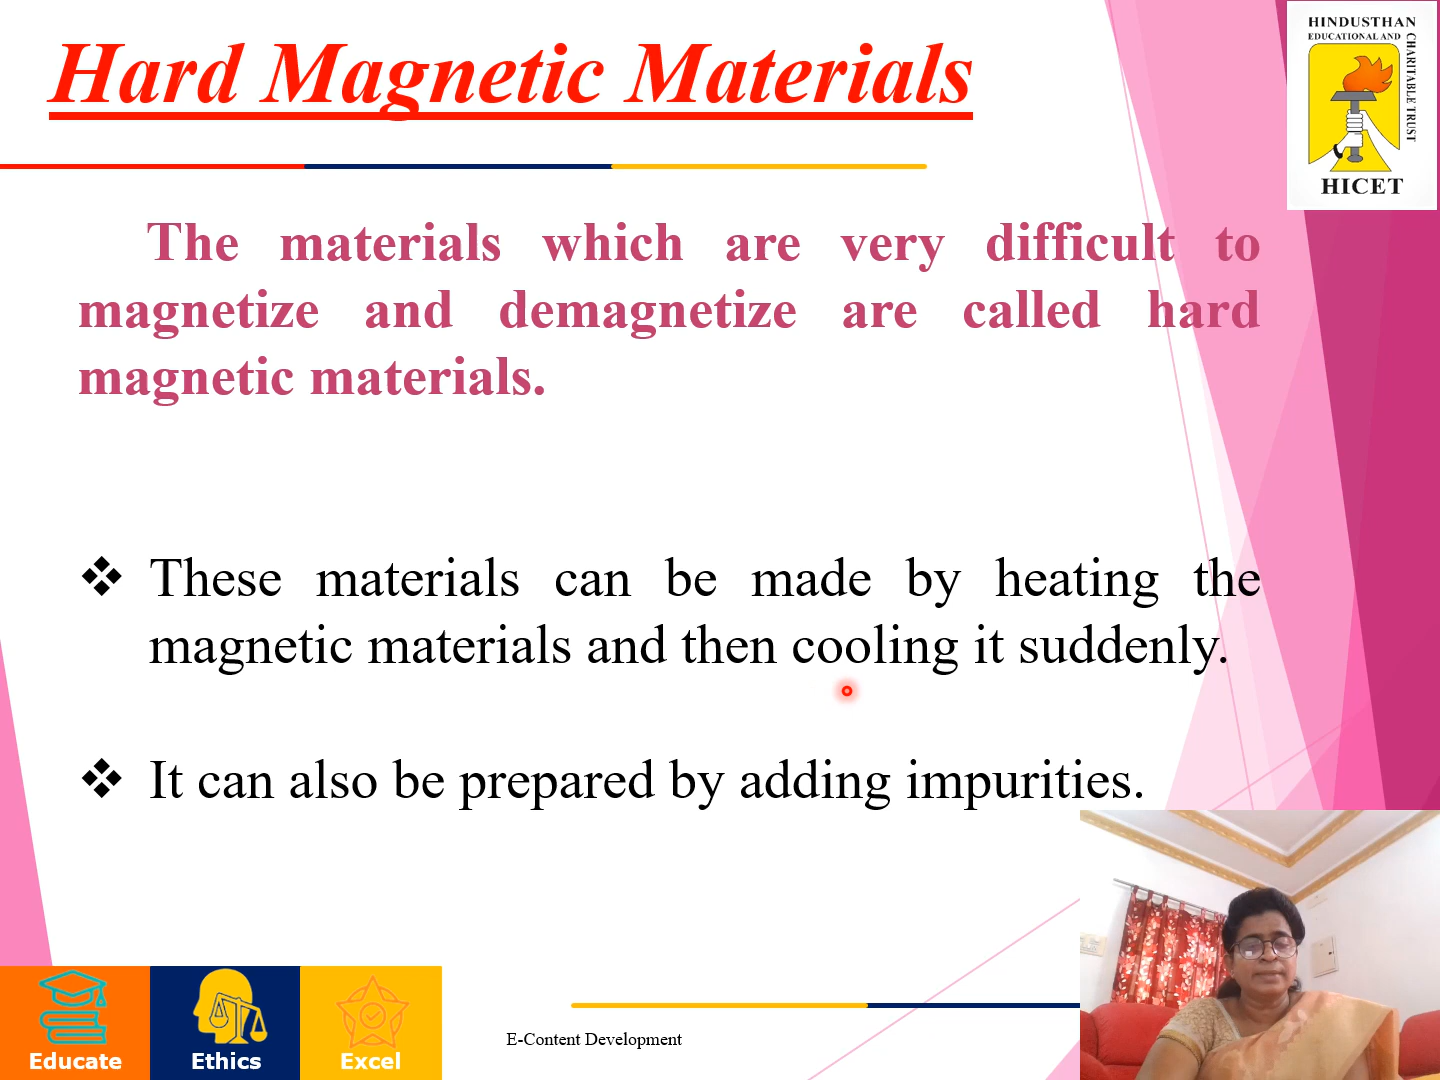 Hard Magnetic Materials
HINDUSTHAN
EDUCATIONAL AND
CHARITABLE TRUST
HICET
The materials which are very difficult to
magnetize and demagnetize are called hard
magnetic materials.
❖ These materials can be made by heating the
magnetic materials and then cooling it suddenly.
❖ It can also be prepared by adding impurities.
Educate
Ethics
Excel
E-Content Development